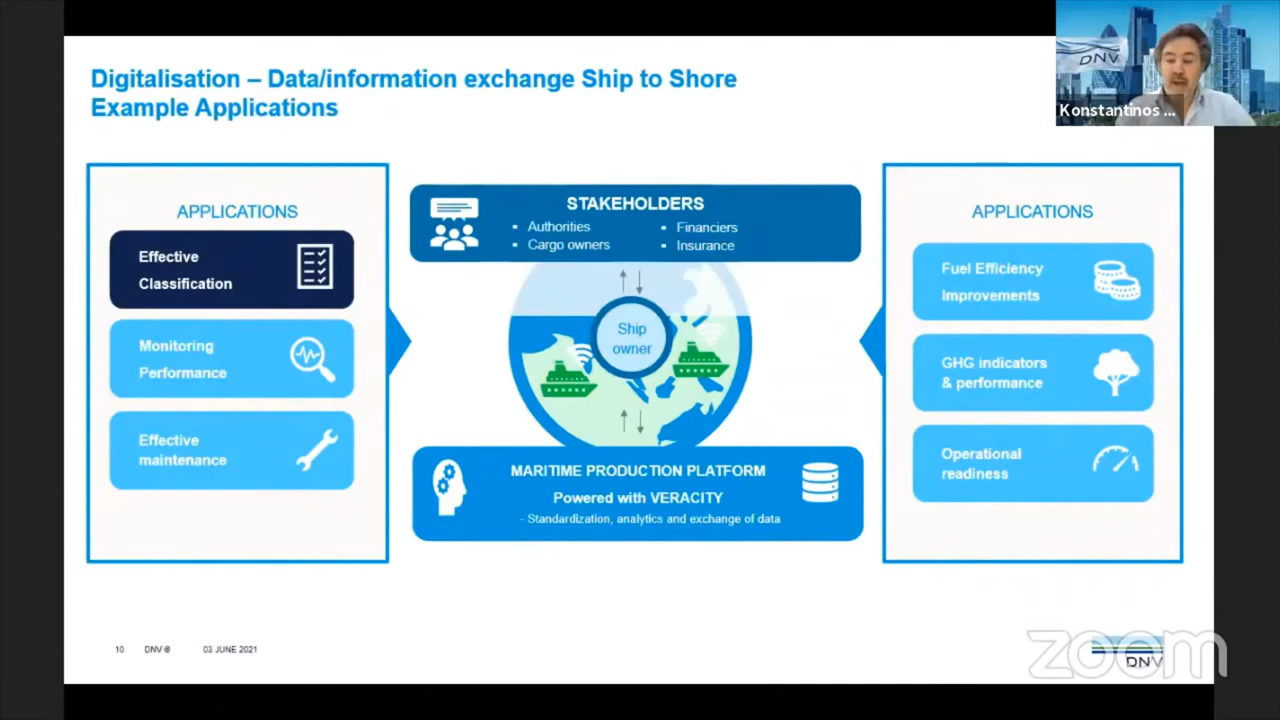 Digitalisation – Data/information exchange Ship to Shore
Example Applications
DNV
Konstantinos ...
APPLICATIONS
Effective
Classification
Monitoring
Performance
Effective
maintenance
STAKEHOLDERS
▪ Authorities
▪ Cargo owners
▪ Financiers
▪ Insurance
Ship
owner
MARITIME PRODUCTION PLATFORM
Powered with VERACITY
- Standardization, analytics and exchange of data
APPLICATIONS
Fuel Efficiency
Improvements
GHG indicators
& performance
Operational
readiness
10 DNV @ 03 JUNE 2021
zoom
DNV